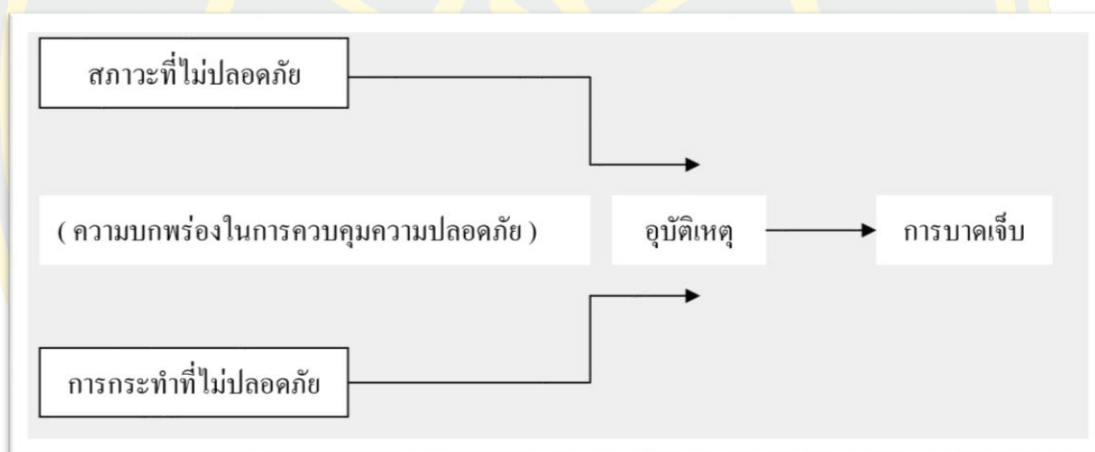 สภาวะที่ไม่ปลอดภัย
( ความบกพร่องในการควบคุมความปลอดภัย )
อุบัติเหตุ
การบาดเจ็บ
การกระทำที่ไม่ปลอดภัย